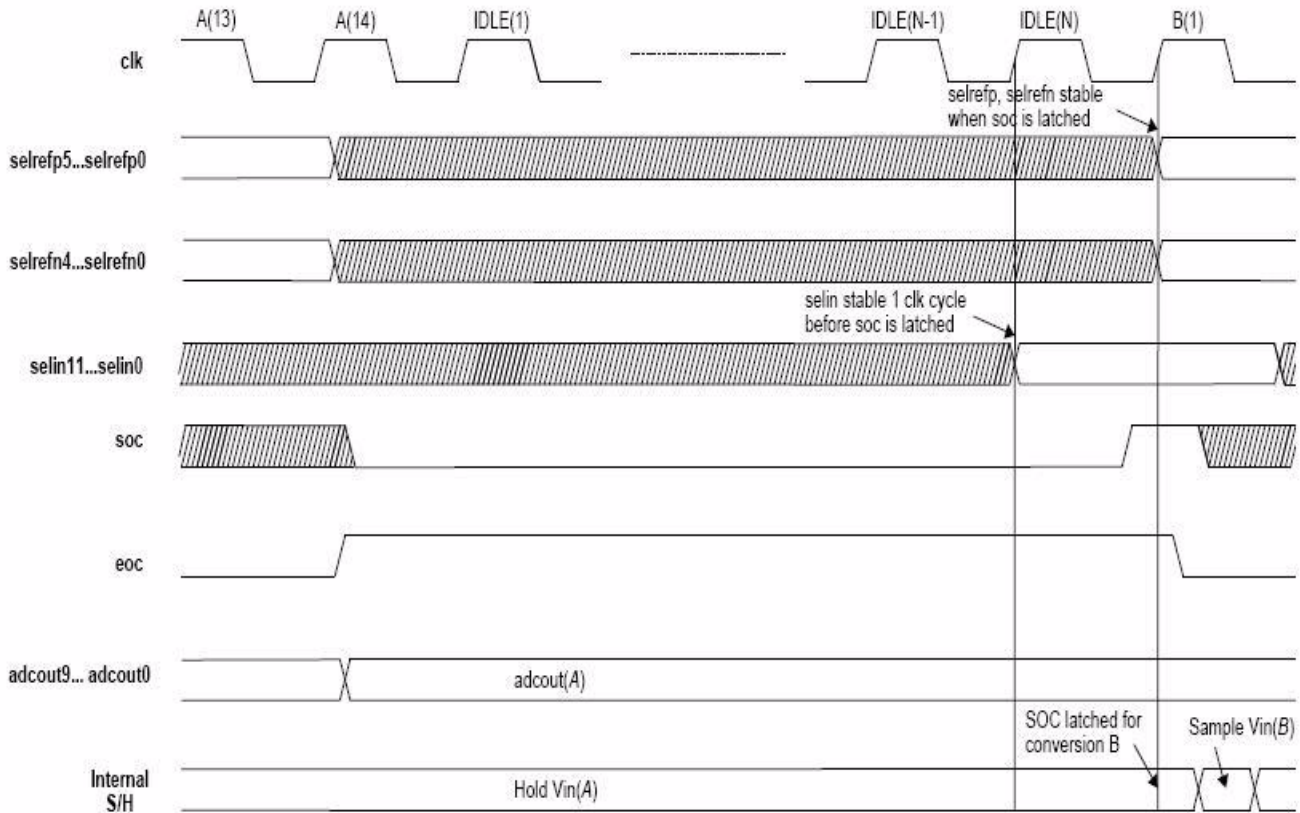 A(13) A(14) IDLE(1) IDLE(N-1) IDLE(N) B(1)
clk
selrefp, selrefn stable
when soc is latched
selrefp5...selrefp0
selrefn4...selrefn0
selin stable 1 clk cycle
before soc is latched
selin11...selin0
soc
eoc
adcout9... adcout0
adcout(A)
SOC latched for
conversion B
Sample Vin(B)
Internal
S/H
Hold Vin(A)